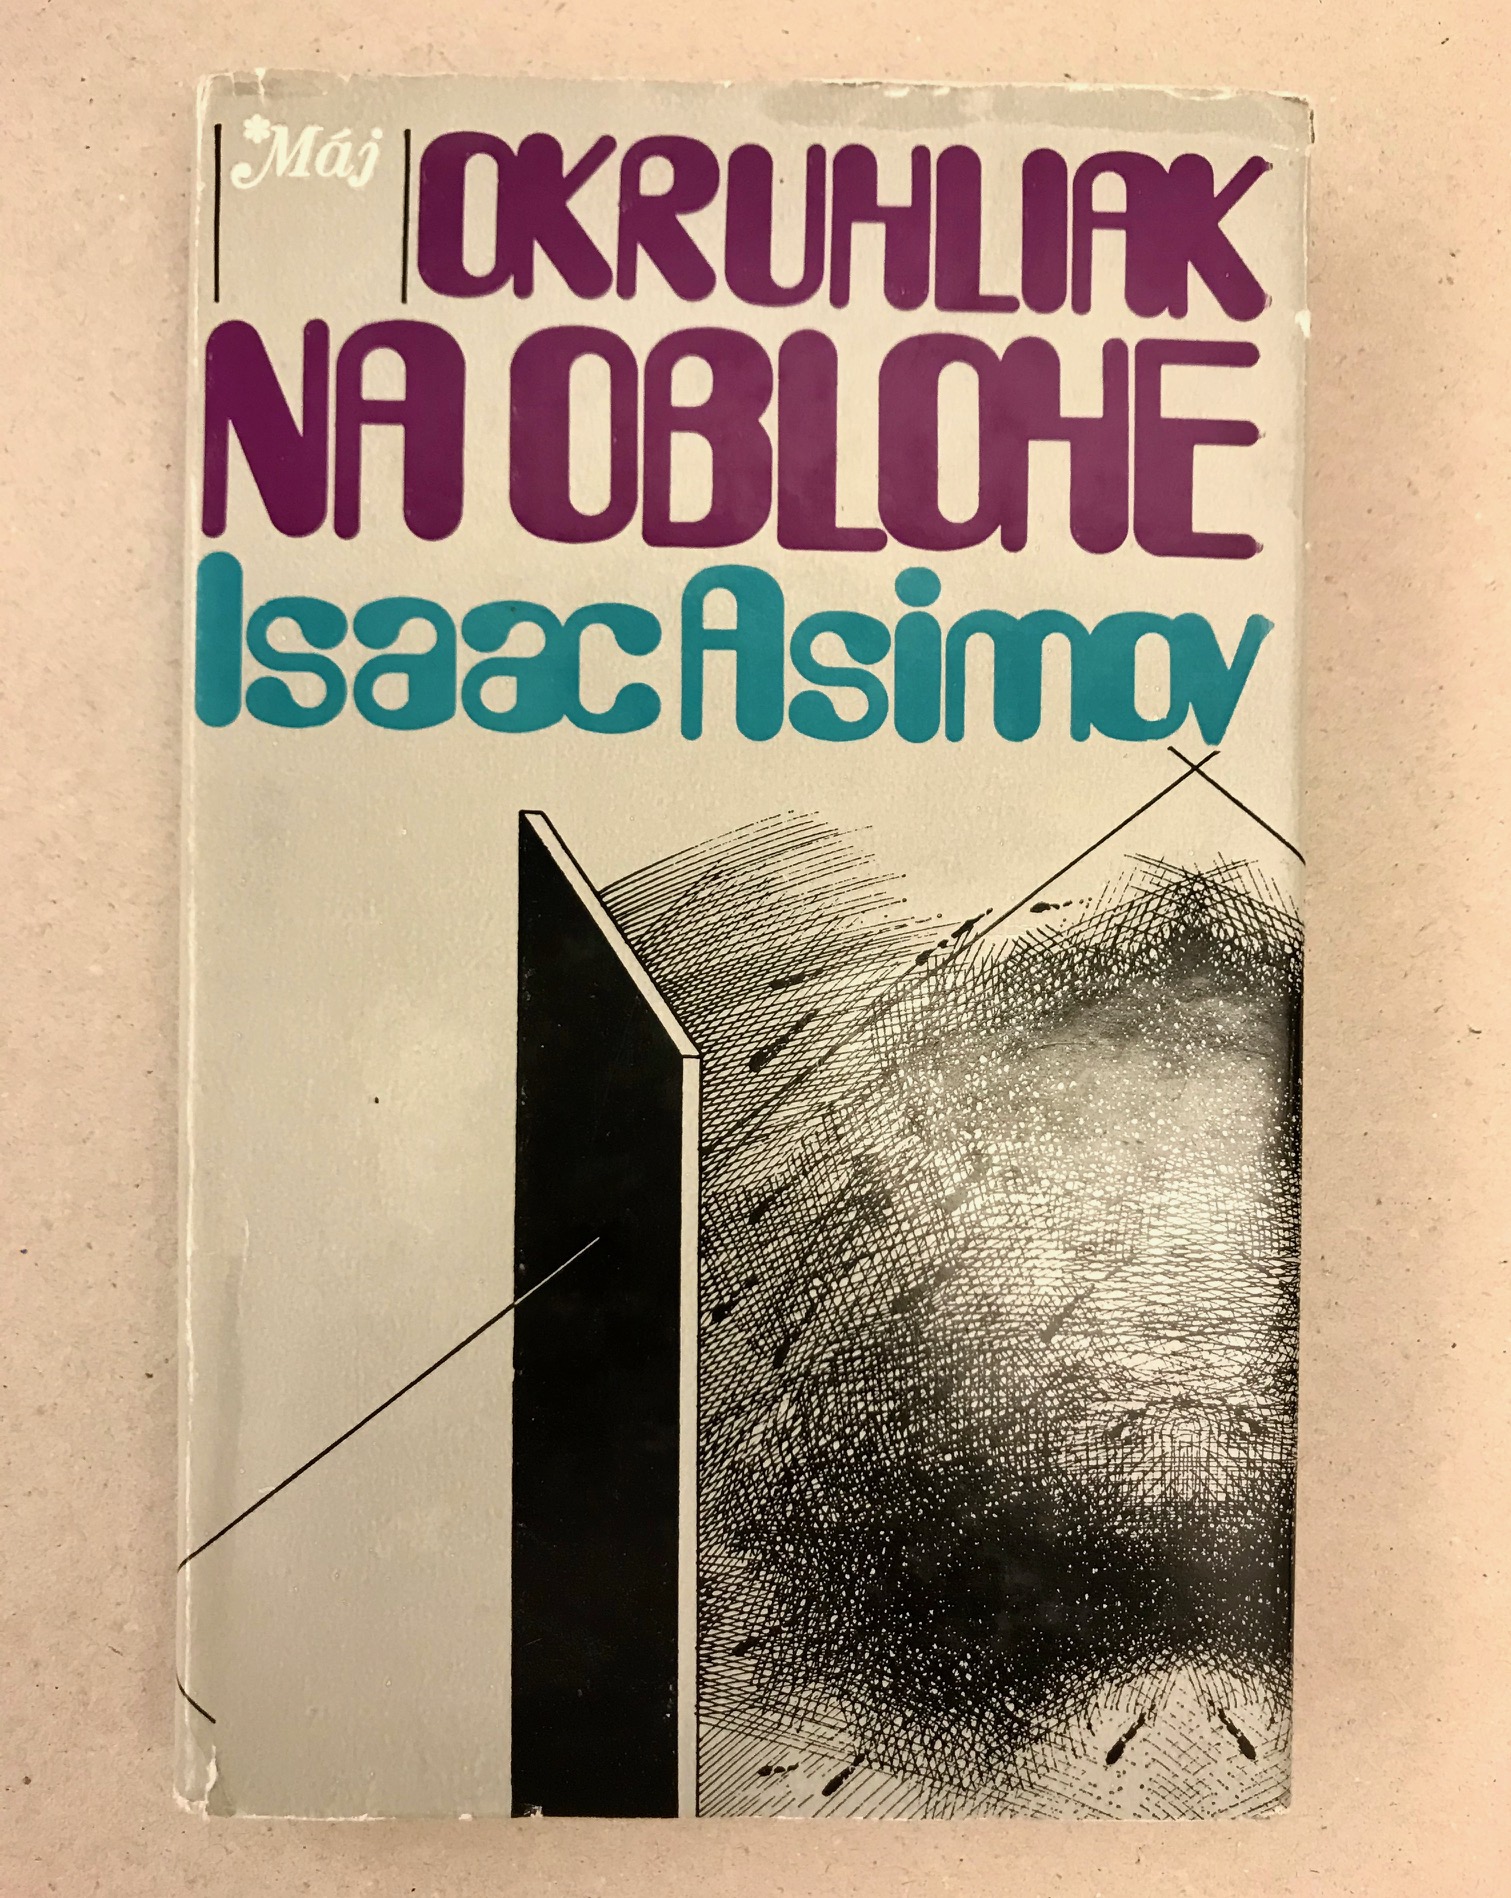 *Máj
OKRUHLIAK
NA OBLOHE
Isaac Asimov